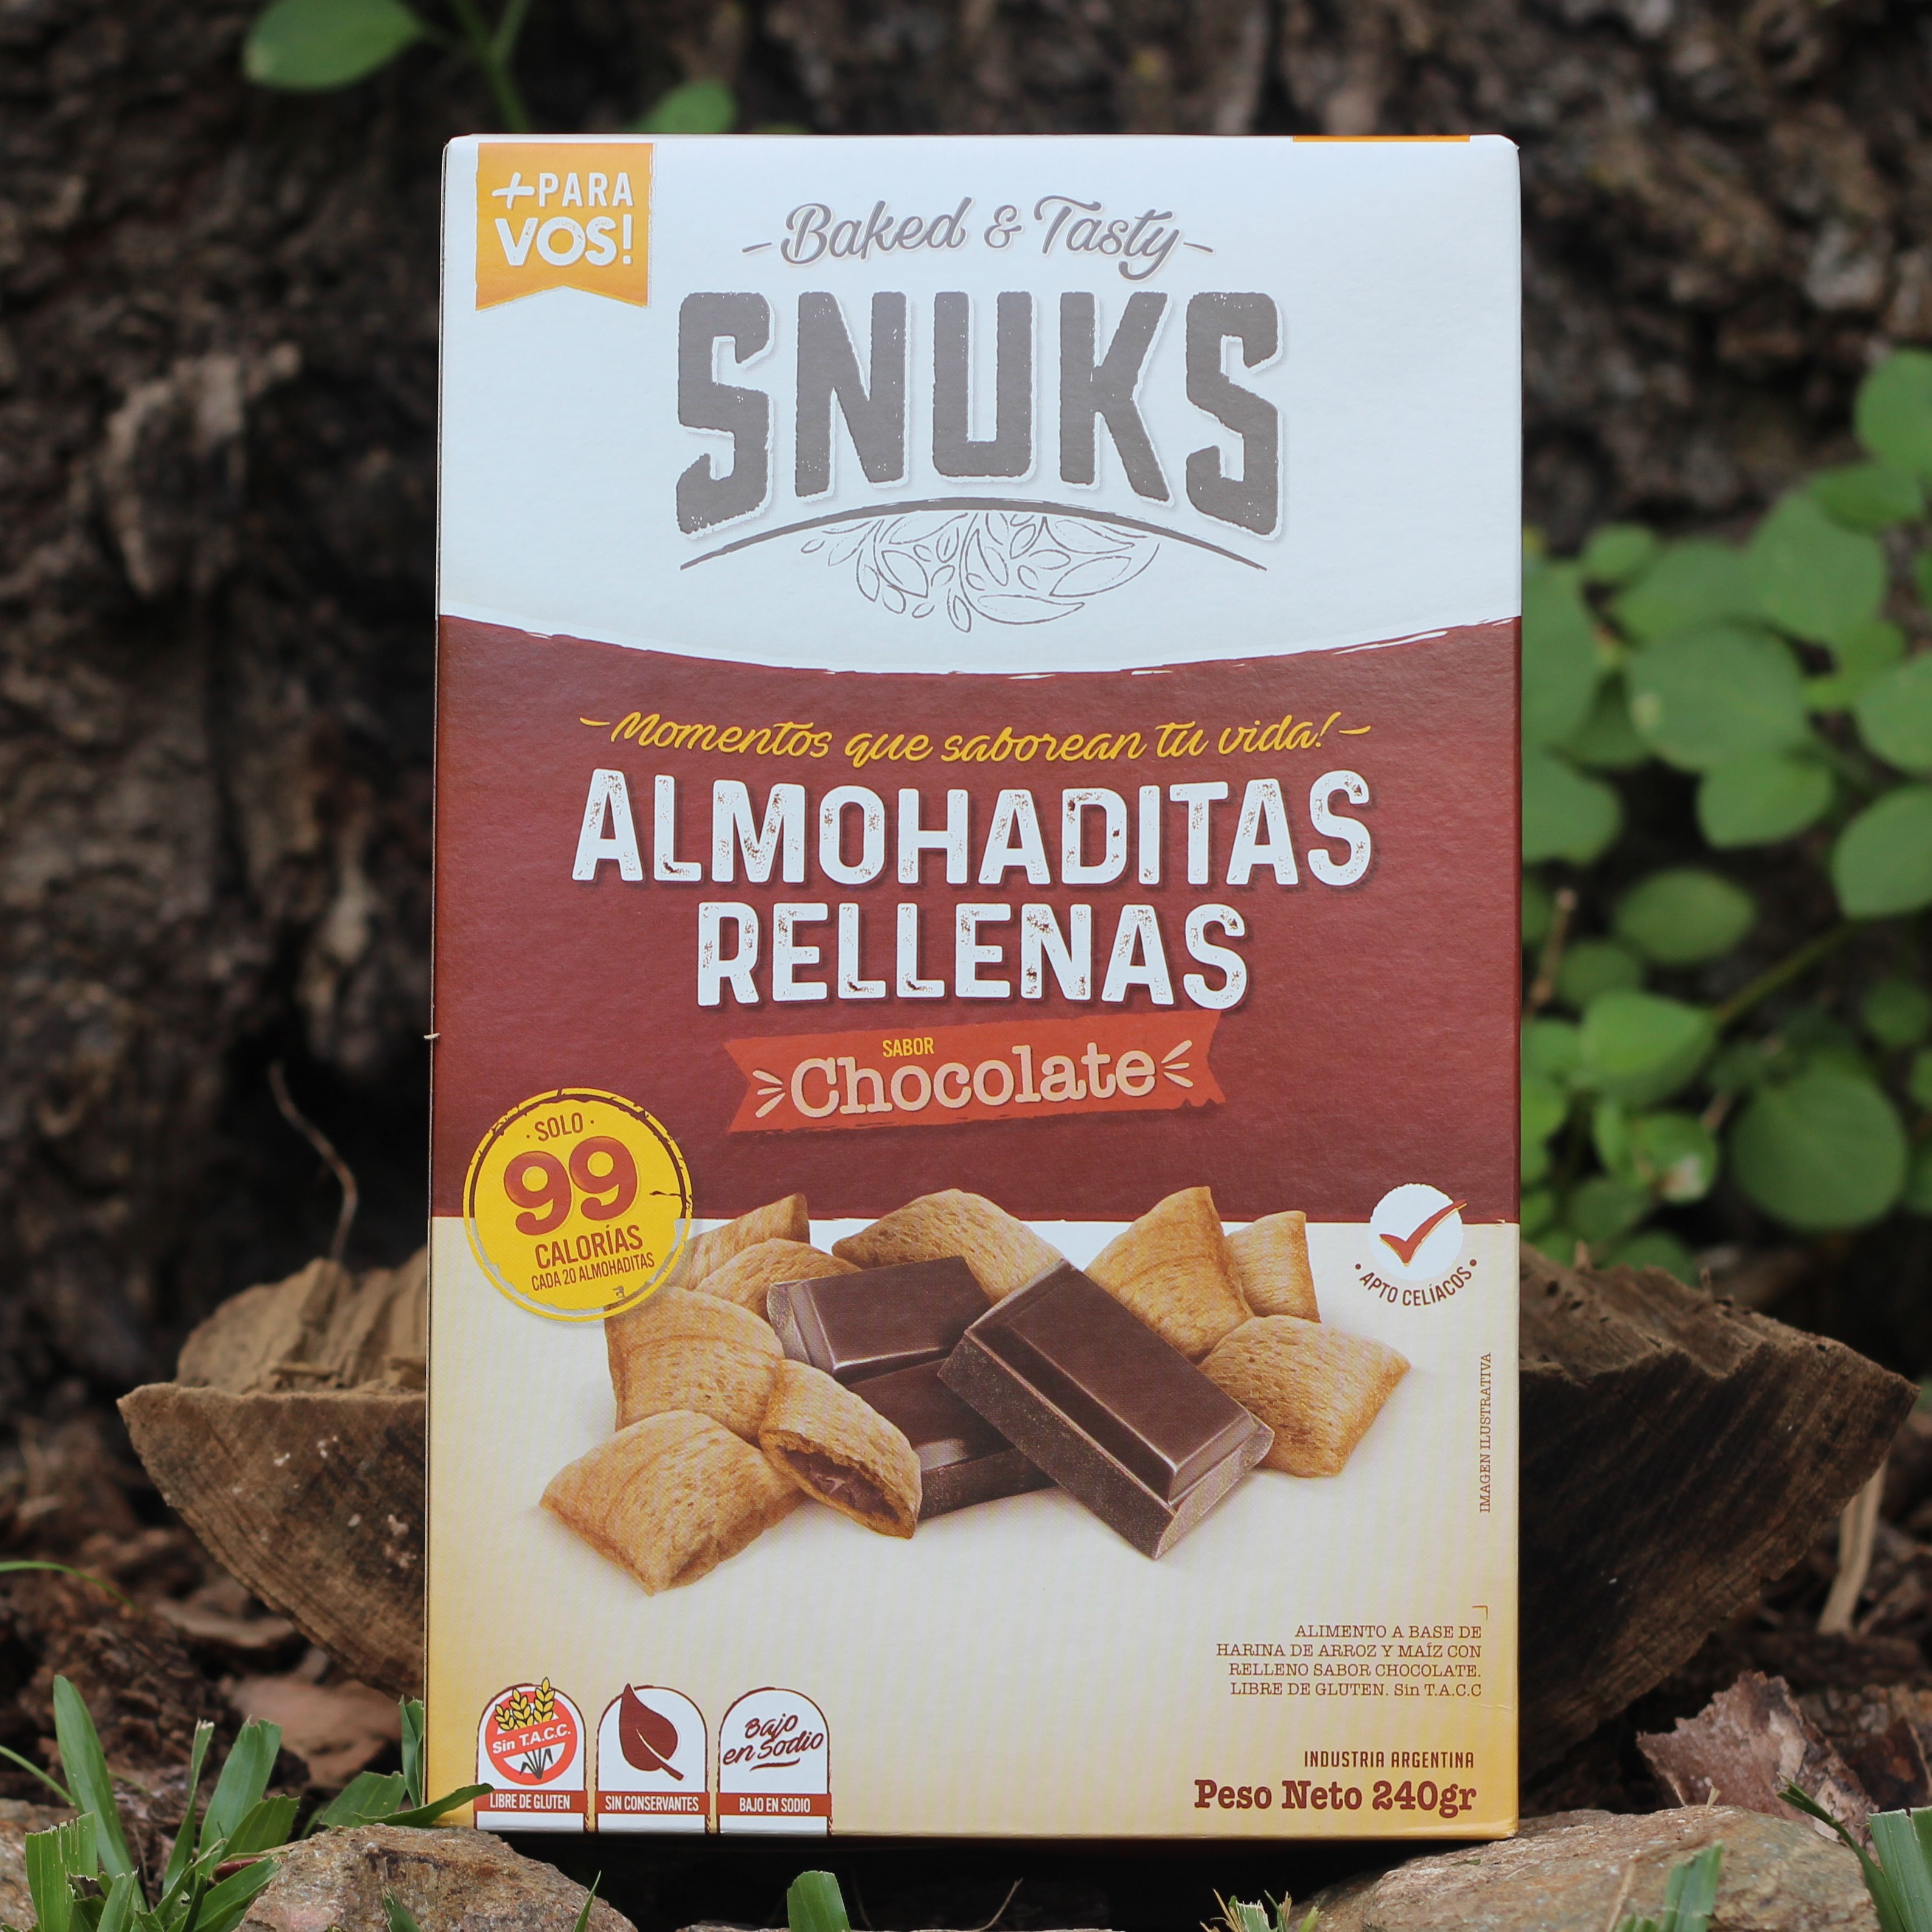 +PARA
VOS!
Baked & Tasty
SNUKS
Momentos que saborean tu vida!
ALMOHADITAS
RELLENAS
SABOR
Chocolate
SOLO
99
CALORÍAS
CADA 20 ALMOHADITAS
APTO CELÍACOS
IMAGEN ILUSTRATIVA
ALIMENTO A BASE DE
HARINA DE ARROZ Y MAÍZ CON
RELLENO SABOR CHOCOLATE.
LIBRE DE GLUTEN. Sin T.A.C.C
Sin T.A.C.C.
LIBRE DE GLUTEN
SIN CONSERVANTES
Bajo
en Sodio
BAJO EN SODIO
INDUSTRIA ARGENTINA
Peso Neto 240gr